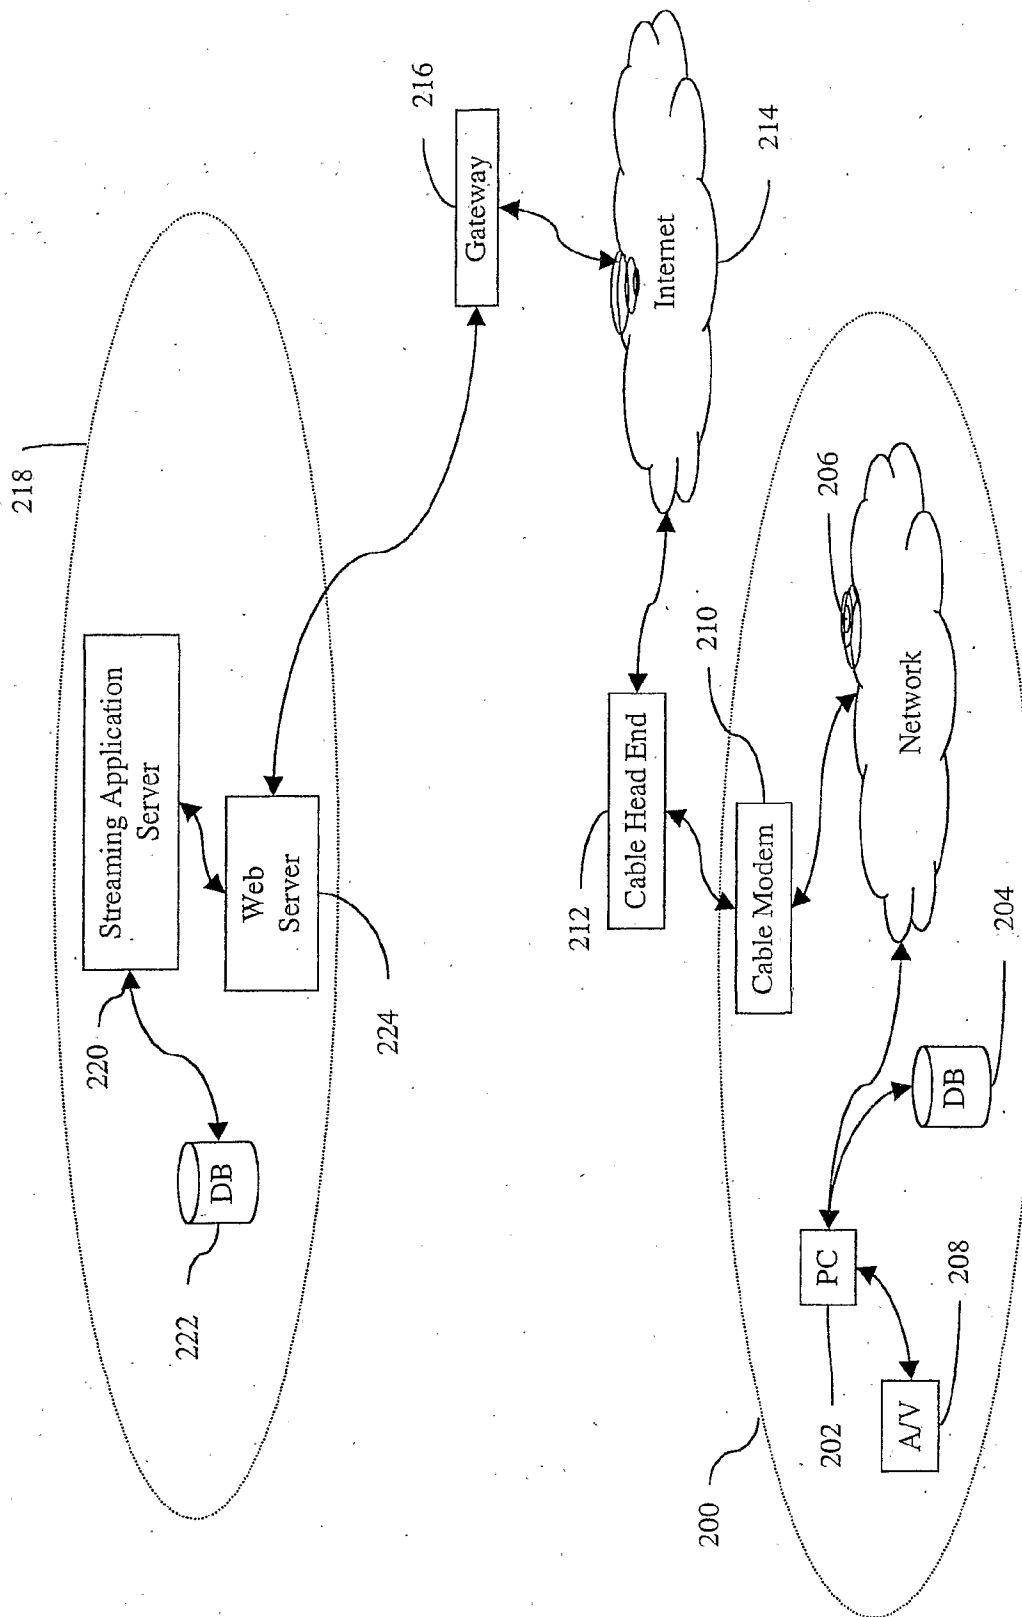 218
Streaming Application
Server
220
Web
Server
224
DB
222
216
Gateway
Internet
214
212
Cable Head End
210
Cable Modem
206
Network
204
DB
PC
202
A/V
208
200